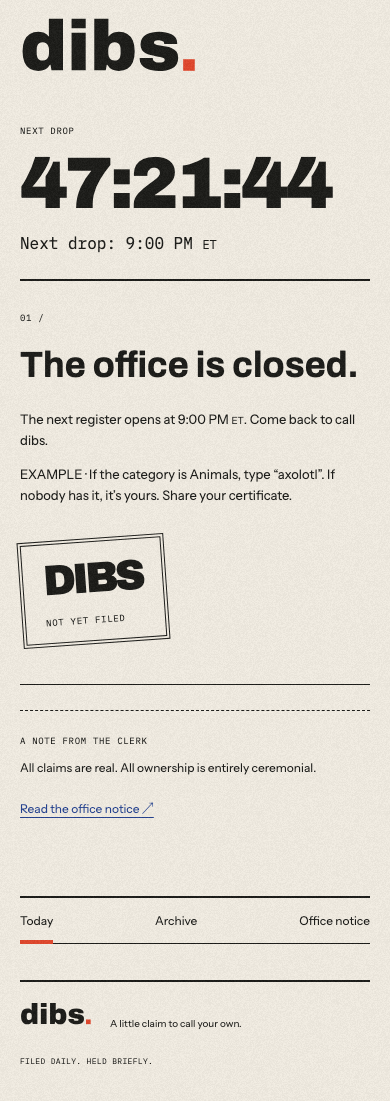 dibs.
NEXT DROP
47:21:44
Next drop: 9:00 PM ET
01 /
The office is closed.
The next register opens at 9:00 PM ET. Come back to call
dibs.
EXAMPLE · If the category is Animals, type “axolotl”. If
nobody has it, it’s yours. Share your certificate.
DIBS
NOT YET FILED
A NOTE FROM THE CLERK
All claims are real. All ownership is entirely ceremonial.
Read the office notice ↗
Today Archive Office notice
dibs. A little claim to call your own.
FILED DAILY. HELD BRIEFLY.